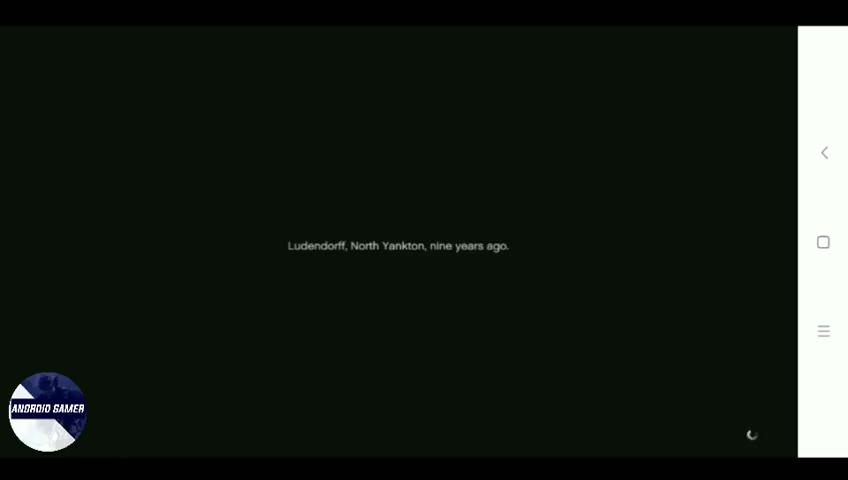 Ludendorff, North Yankton, nine years ago.
ANDROID GAMER